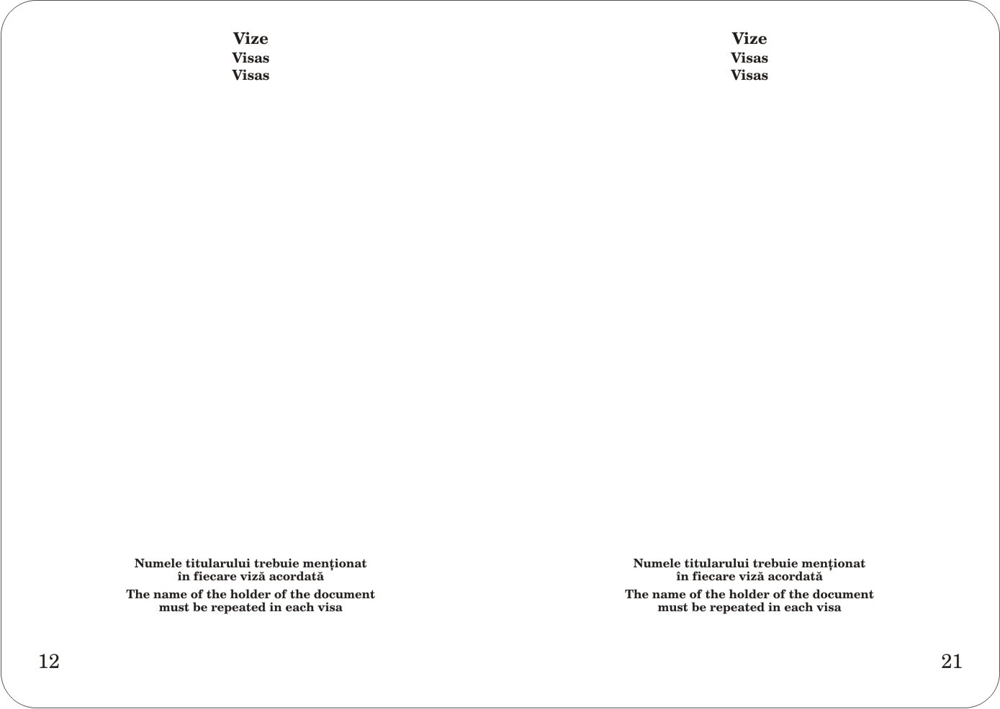 Vize
Visas
Visas
Numele titularului trebuie menționat
în fiecare viză acordată
The name of the holder of the document
must be repeated in each visa
12
Vize
Visas
Visas
Numele titularului trebuie menționat
în fiecare viză acordată
The name of the holder of the document
must be repeated in each visa
21